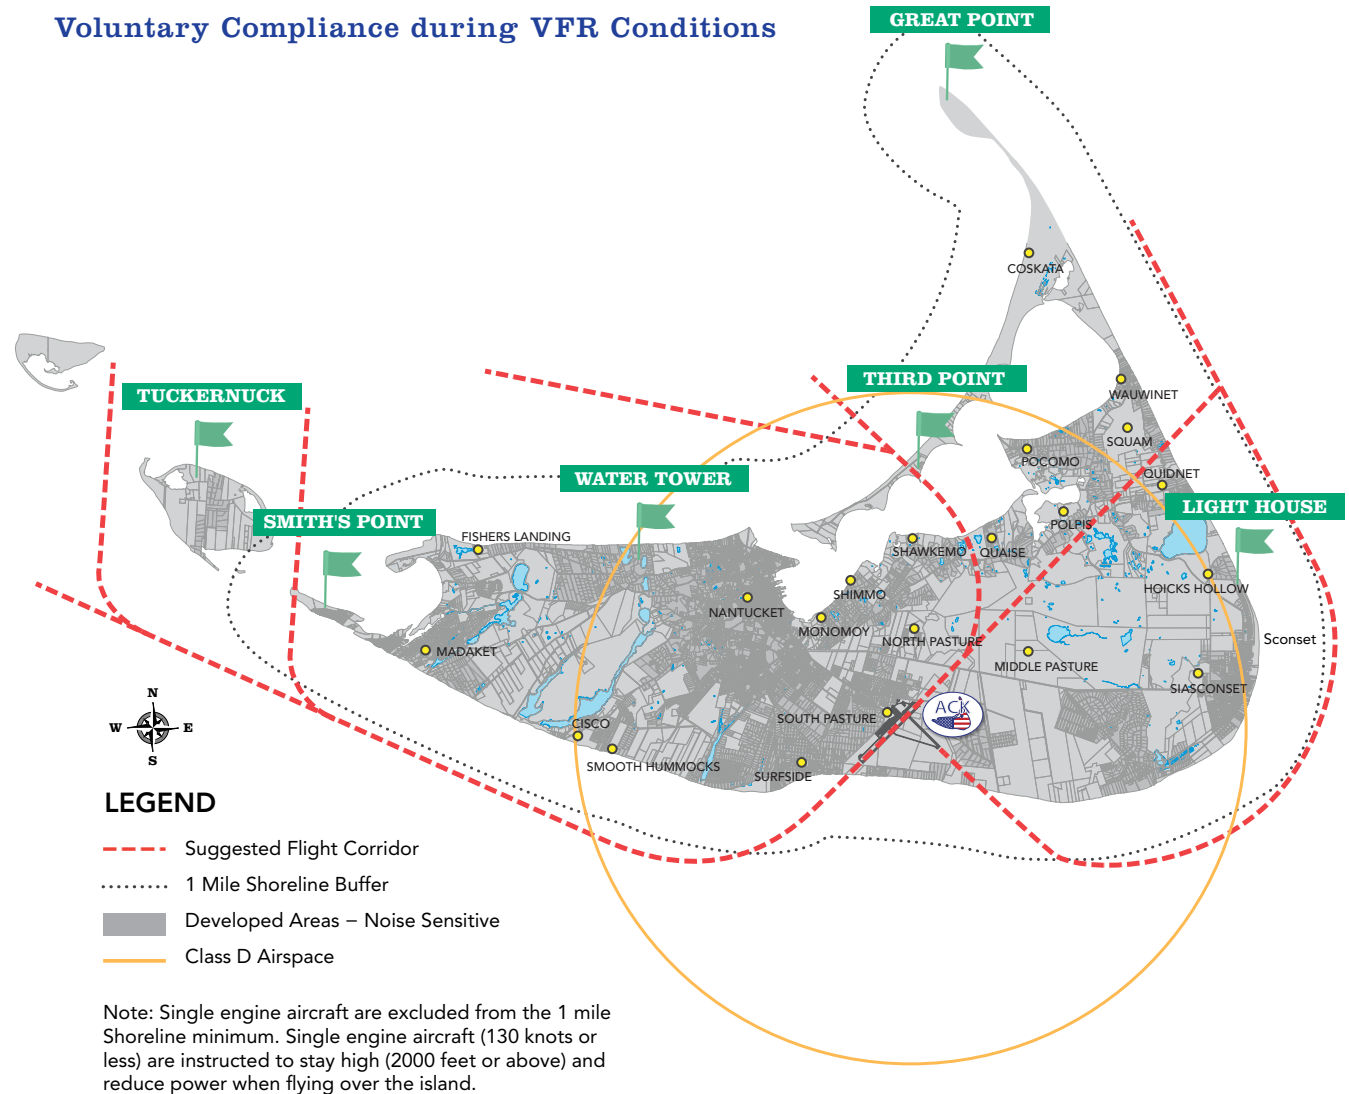 Voluntary Compliance during VFR Conditions
GREAT POINT
COSKATA
THIRD POINT
TUCKERNUCK
WAUWINET
SQUAM
POCOMO
QUIDNET
WATER TOWER
LIGHT HOUSE
SMITH'S POINT
POLPIS
FISHERS LANDING
SHAWKEMO
QUAISE
HOICKS HOLLOW
SHIMMO
NANTUCKET
MONOMOY
NORTH PASTURE
Sconset
MADAKET
MIDDLE PASTURE
SIASCONSET
N
W
E
S
ACK
SOUTH PASTURE
CISCO
SMOOTH HUMMOCKS
SURFSIDE
LEGEND
Suggested Flight Corridor
1 Mile Shoreline Buffer
Developed Areas – Noise Sensitive
Class D Airspace
Note: Single engine aircraft are excluded from the 1 mile
Shoreline minimum. Single engine aircraft (130 knots or
less) are instructed to stay high (2000 feet or above) and
reduce power when flying over the island.